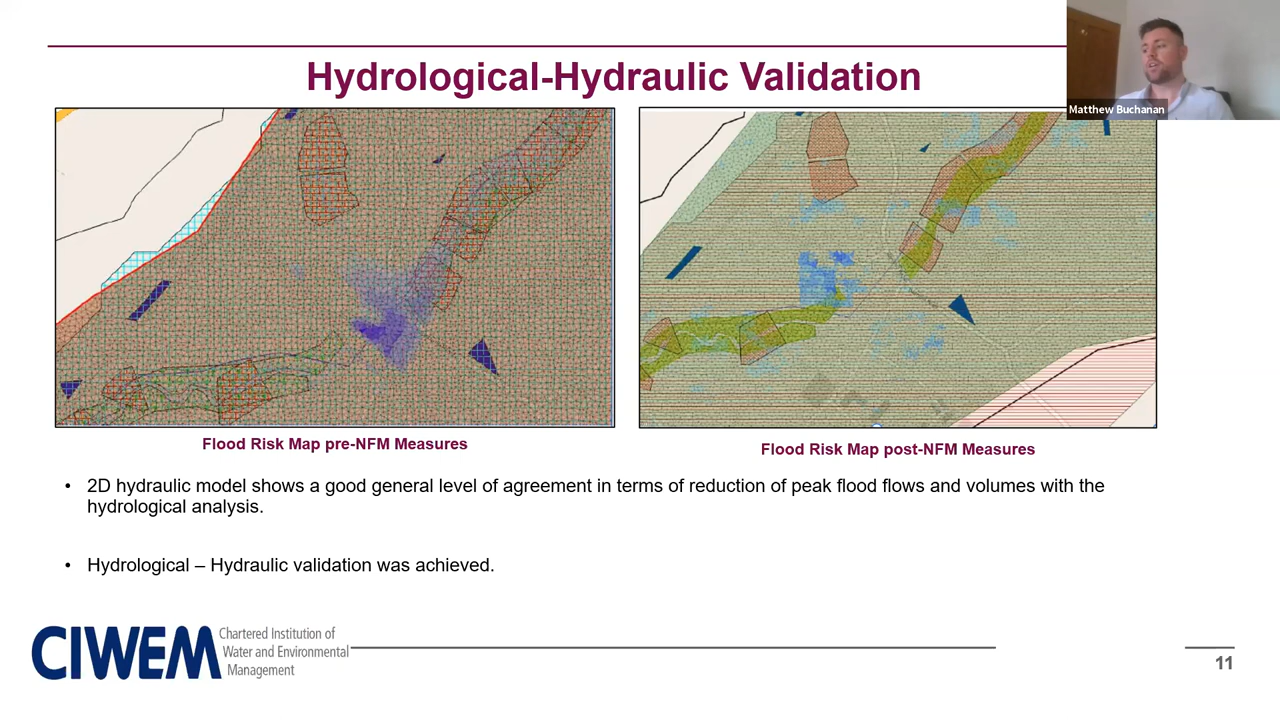 Hydrological-Hydraulic Validation
Matthew Buchanan
Flood Risk Map pre-NFM Measures
Flood Risk Map post-NFM Measures
• 2D hydraulic model shows a good general level of agreement in terms of reduction of peak flood flows and volumes with the
hydrological analysis.
• Hydrological – Hydraulic validation was achieved.
CIWEM
Chartered Institution of
Water and Environmental
Management
11